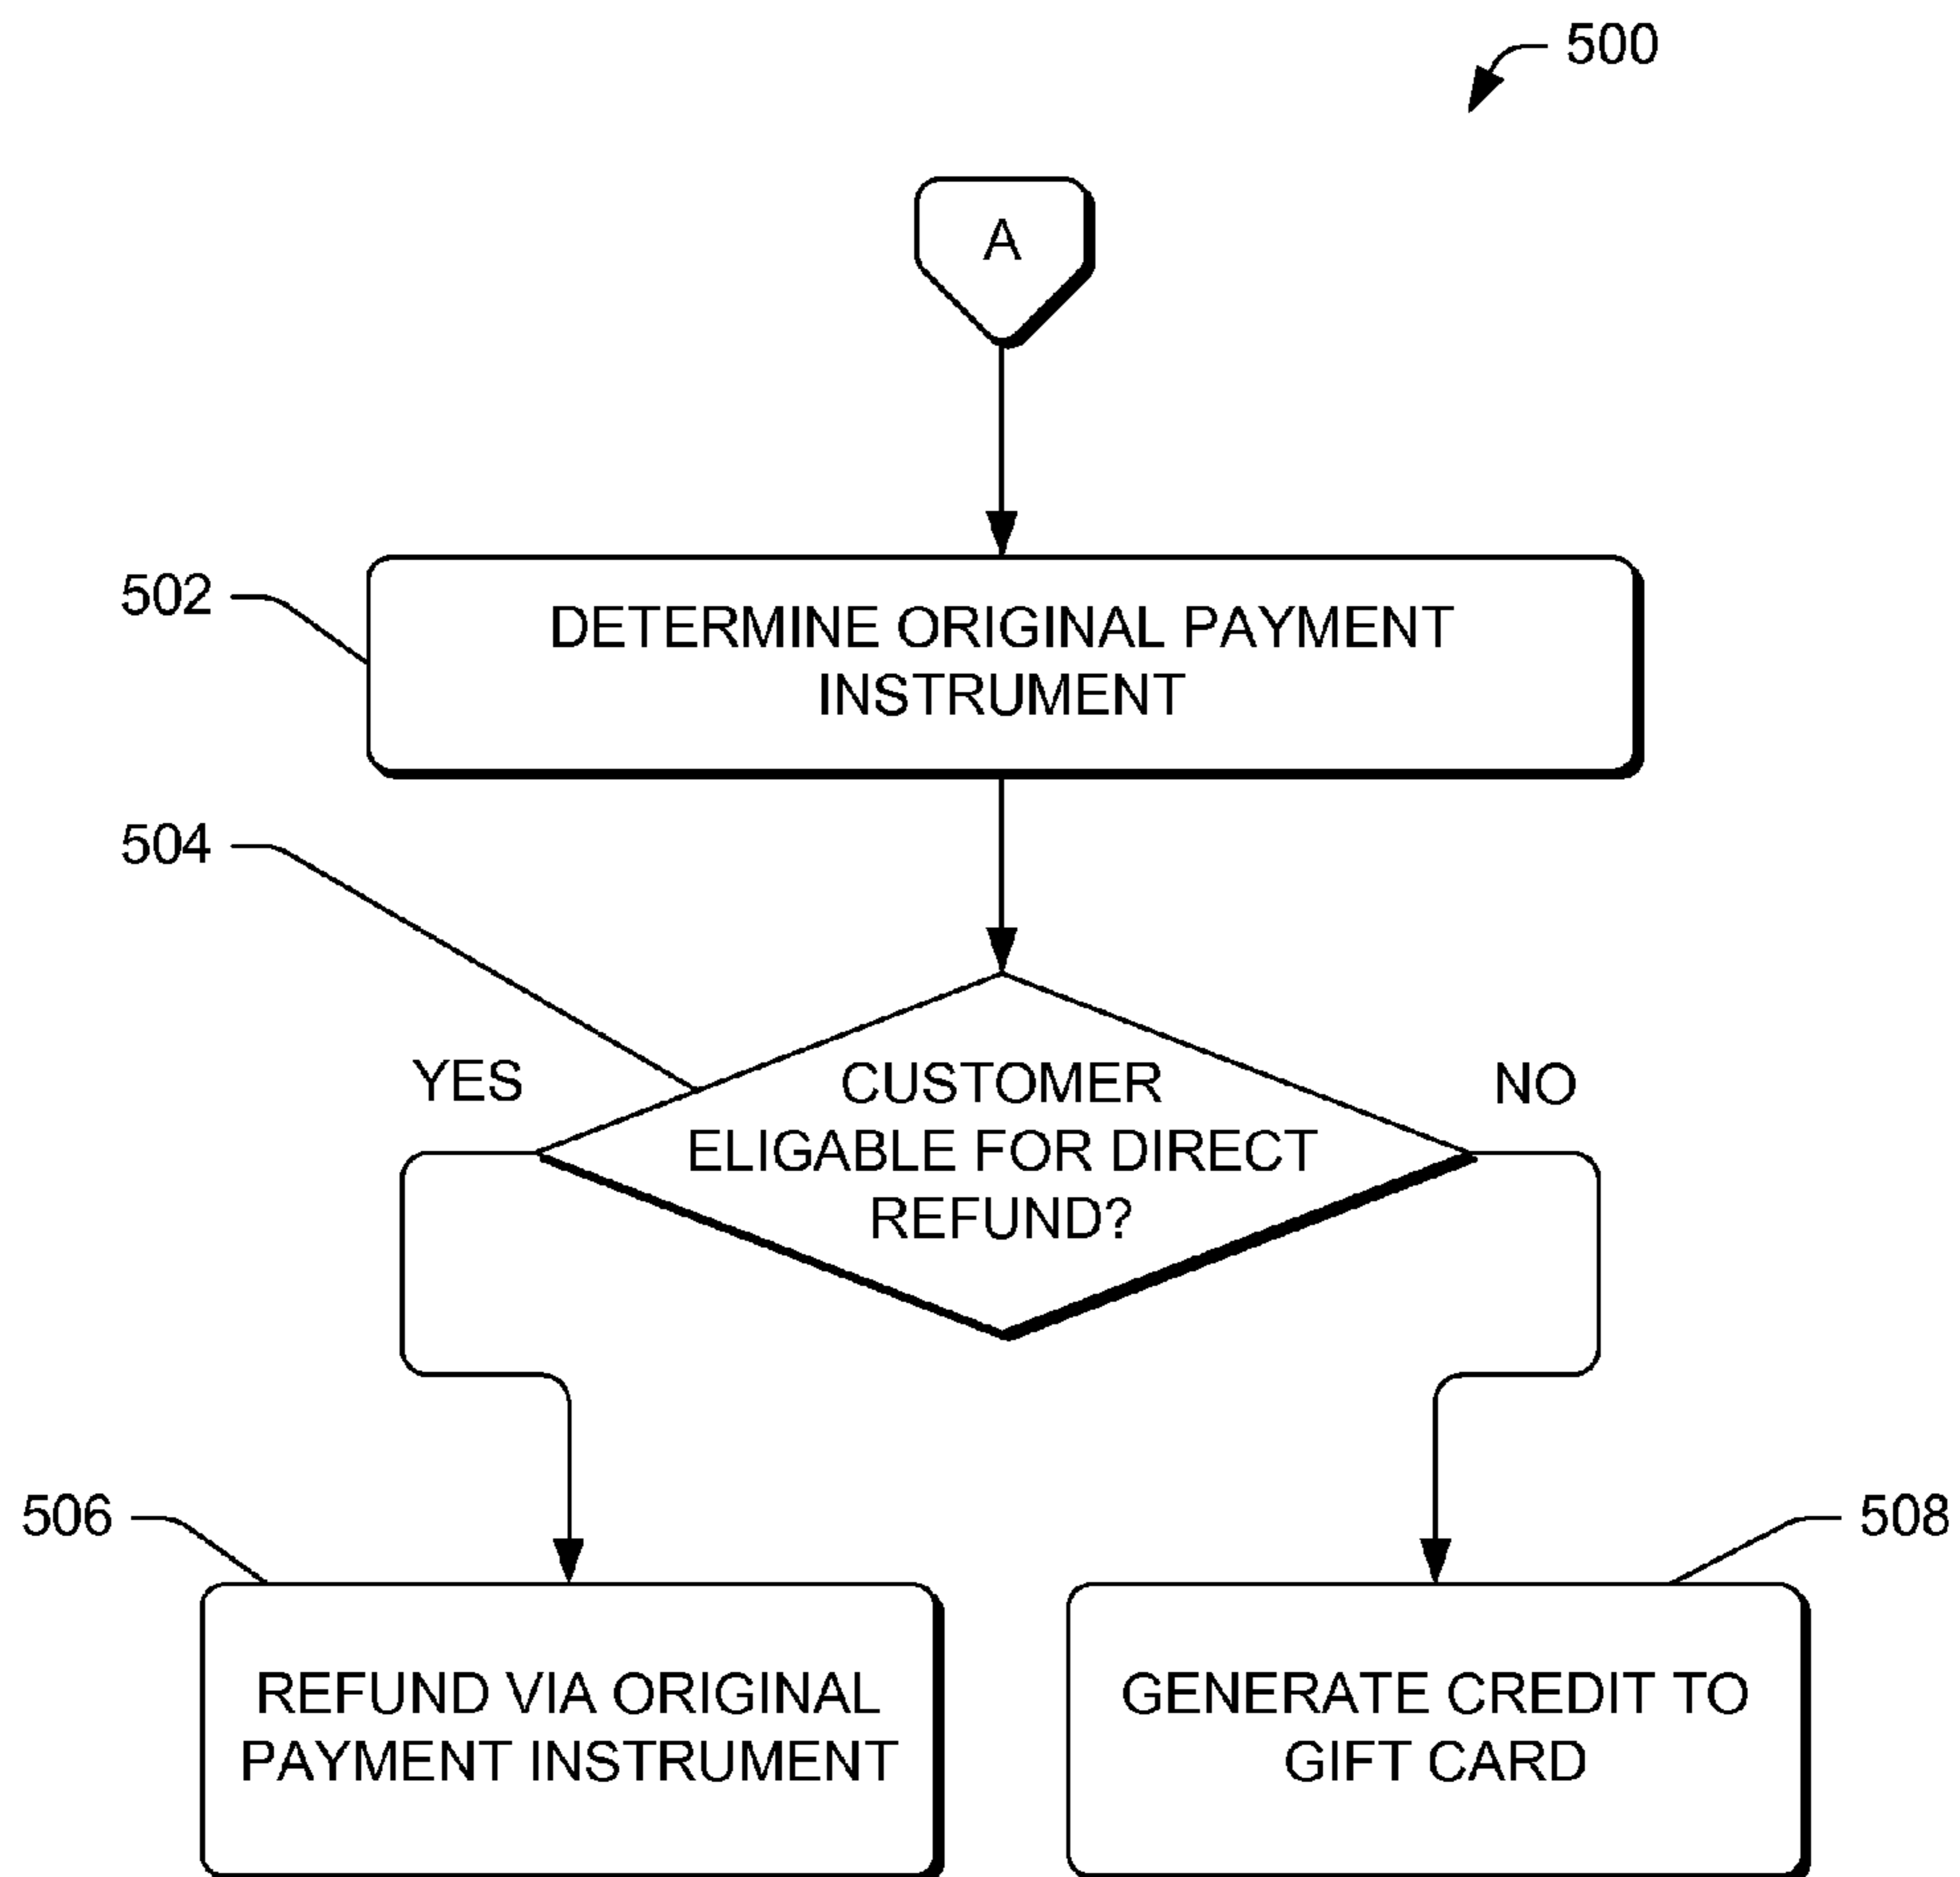 500
A
502
DETERMINE ORIGINAL PAYMENT
INSTRUMENT
504
YES
CUSTOMER
ELIGABLE FOR DIRECT
REFUND?
NO
506
508
REFUND VIA ORIGINAL
PAYMENT INSTRUMENT
GENERATE CREDIT TO
GIFT CARD